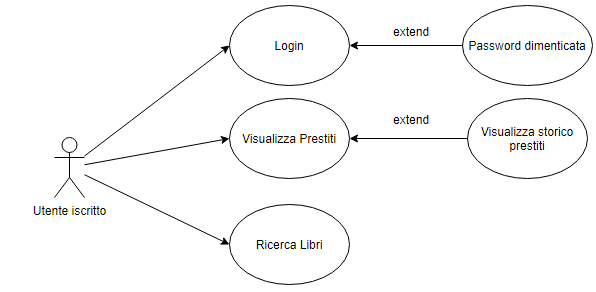 Login
extend
Password dimenticata
Visualizza Prestiti
extend
Visualizza storico
prestiti
Utente iscritto
Ricerca Libri